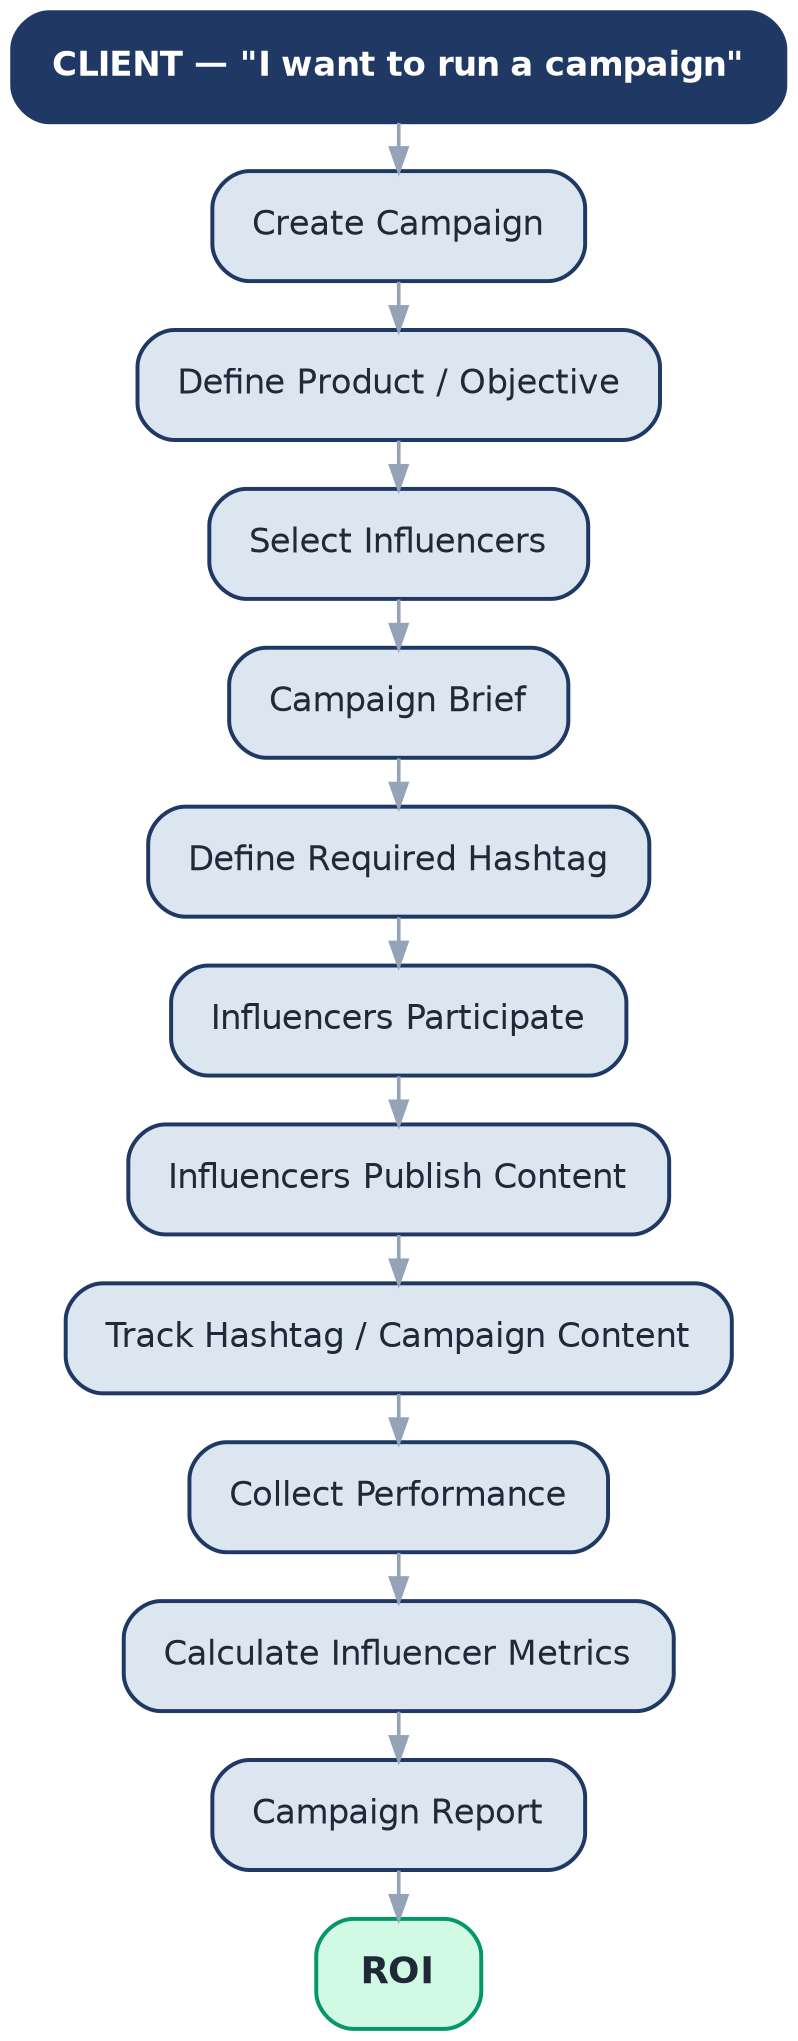 CLIENT — "I want to run a campaign"
Create Campaign
Define Product / Objective
Select Influencers
Campaign Brief
Define Required Hashtag
Influencers Participate
Influencers Publish Content
Track Hashtag / Campaign Content
Collect Performance
Calculate Influencer Metrics
Campaign Report
ROI